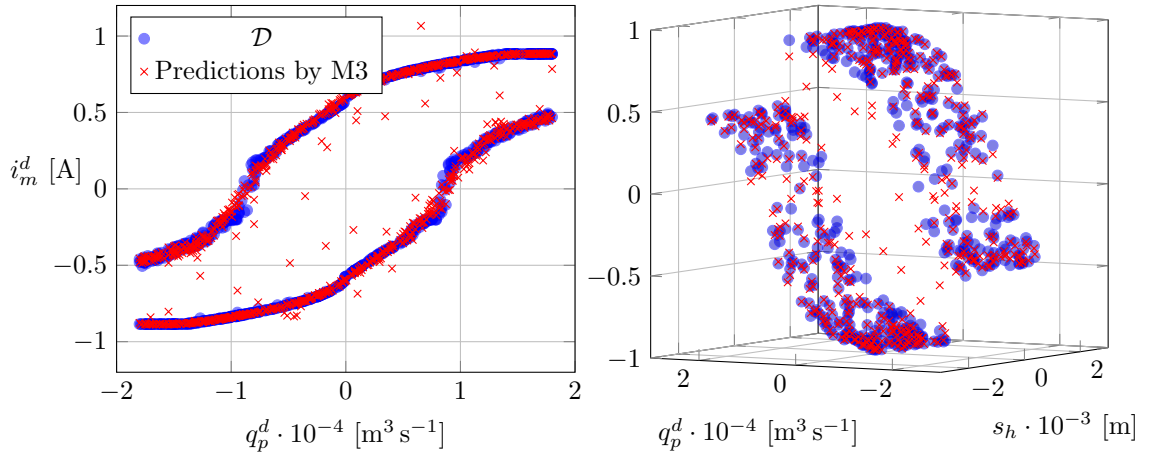 𝒟
Predictions by M3
1
0.5
0
−0.5
−1
i_m^d [A]
−2 −1 0 1 2
q_p^d · 10^−4 [m^3 s^−1]
1
0.5
0
−0.5
−1
2 0 −2
−2 0 2
q_p^d · 10^−4 [m^3 s^−1]
s_h · 10^−3 [m]